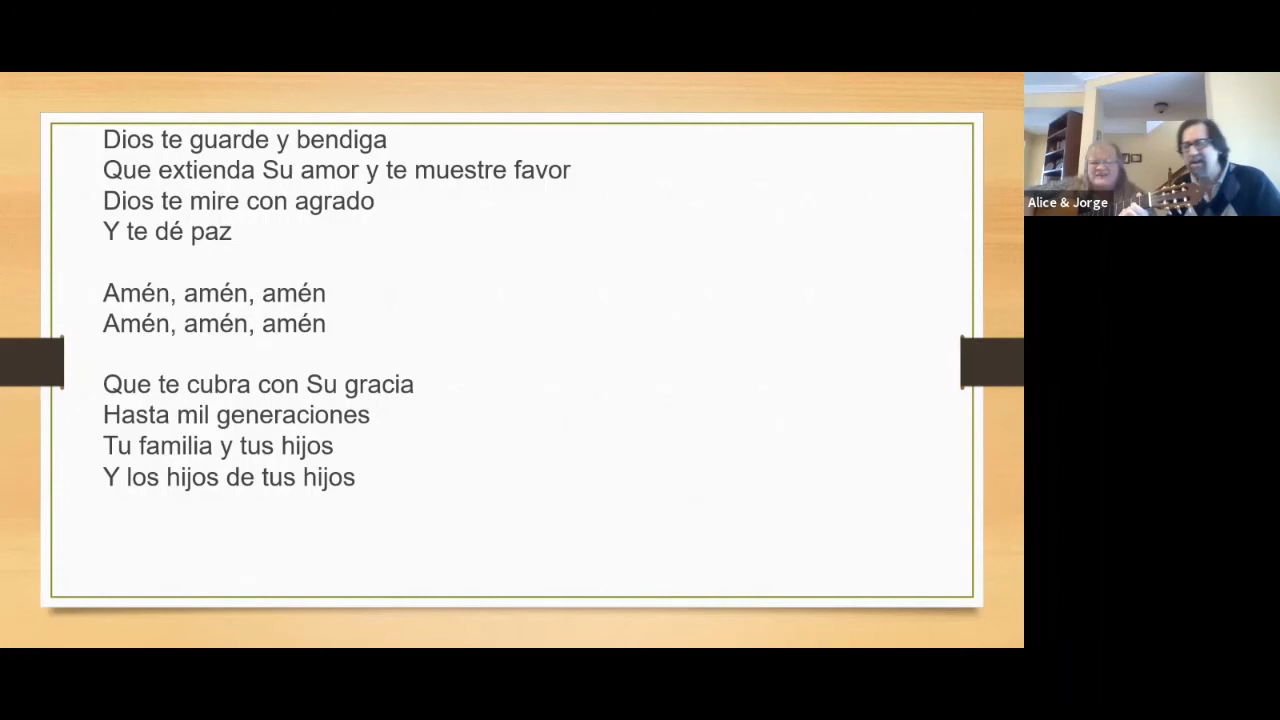 Dios te guarde y bendiga
Que extienda Su amor y te muestre favor
Dios te mire con agrado
Y te dé paz
Amén, amén, amén
Amén, amén, amén
Que te cubra con Su gracia
Hasta mil generaciones
Tu familia y tus hijos
Y los hijos de tus hijos
Alice & Jorge